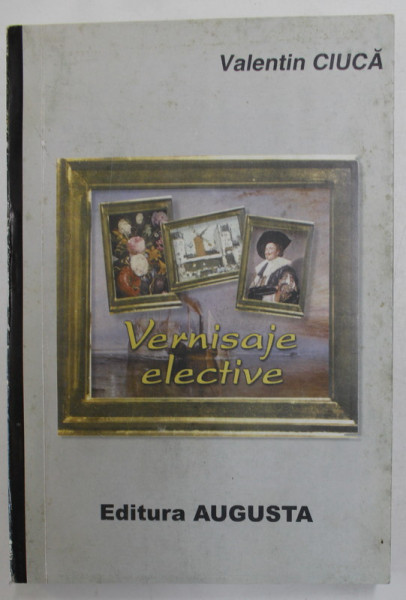 Valentin CIUCĂ
Vernisaje
elective
Editura AUGUSTA